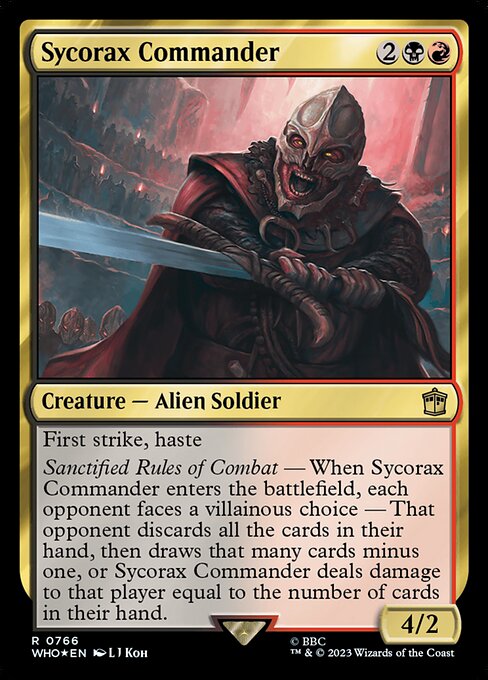 Sycorax Commander 2
Creature — Alien Soldier
First strike, haste
Sanctified Rules of Combat — When Sycorax
Commander enters the battlefield, each
opponent faces a villainous choice — That
opponent discards all the cards in their
hand, then draws that many cards minus
one, or Sycorax Commander deals damage
to that player equal to the number of cards
in their hand.
4/2
R 0766
WHO★EN LJ Koh
© BBC
™ & © 2023 Wizards of the Coast